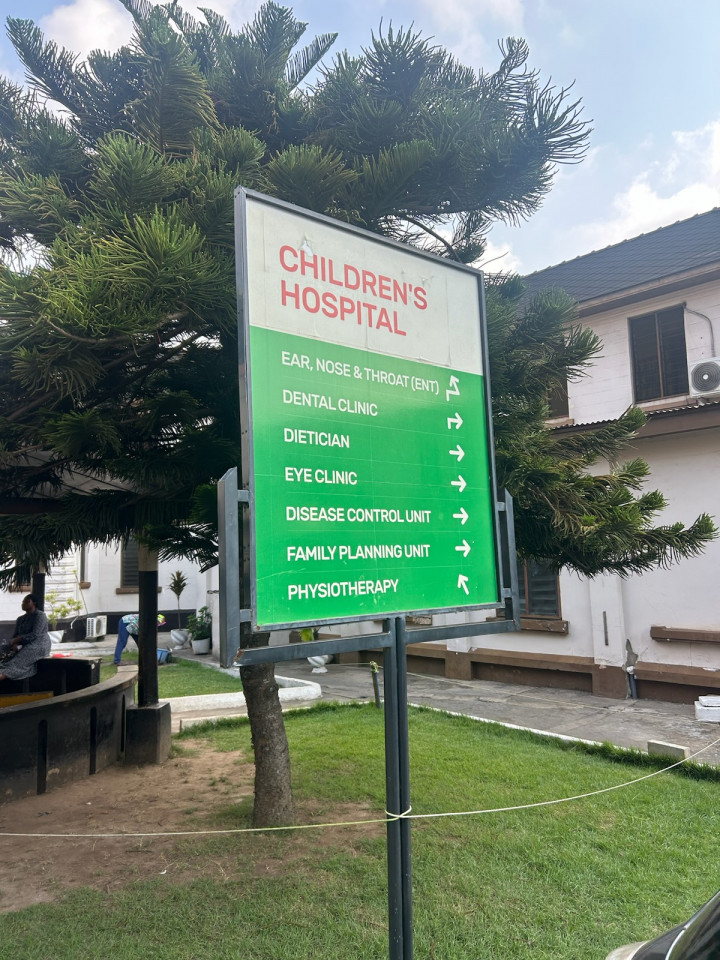 CHILDREN'S
HOSPITAL
EAR, NOSE & THROAT (ENT)
DENTAL CLINIC
DIETICIAN
EYE CLINIC
DISEASE CONTROL UNIT
FAMILY PLANNING UNIT
PHYSIOTHERAPY